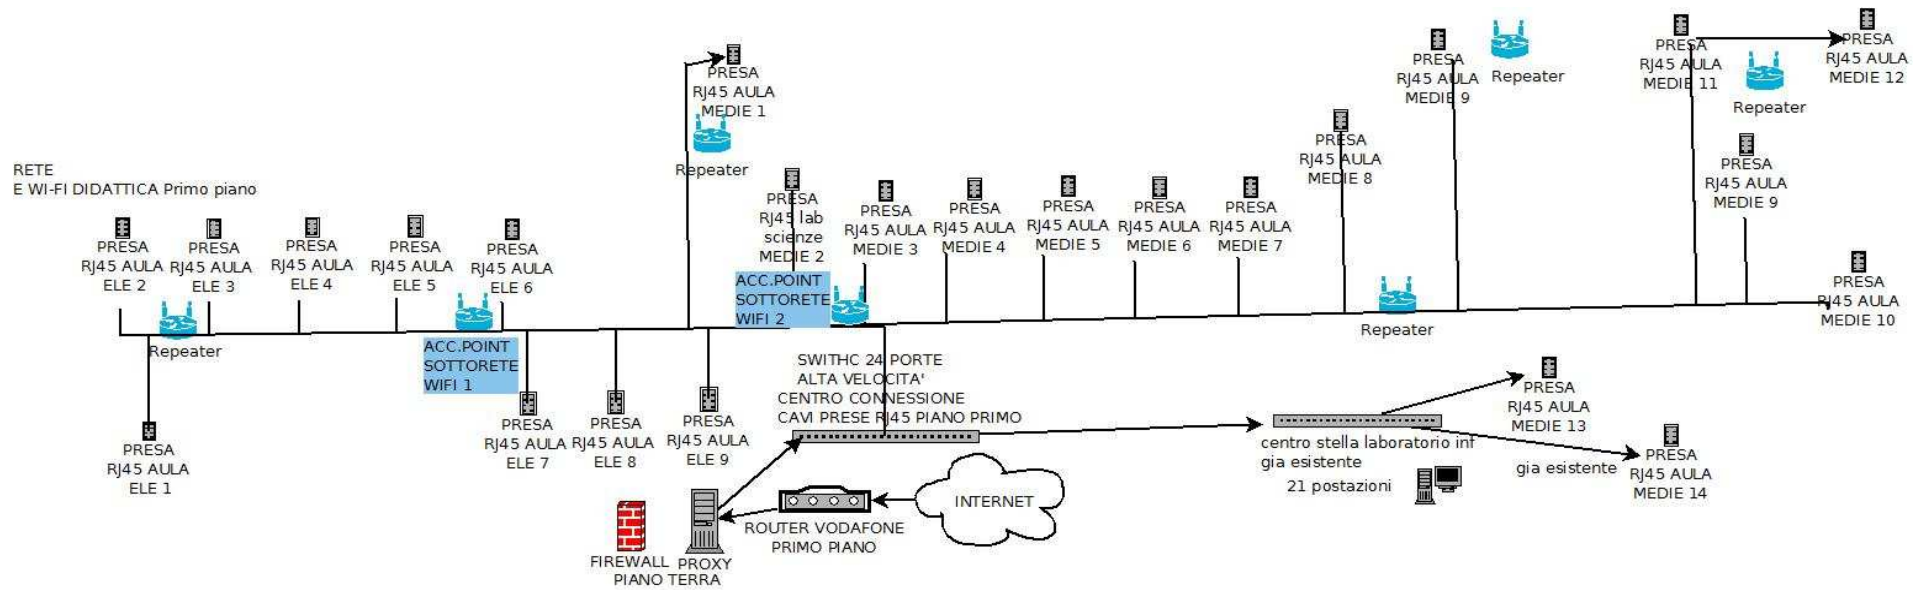 RETE
E WI-FI DIDATTICA Primo piano
PRESA
RJ45 AULA
ELE 2
PRESA
RJ45 AULA
ELE 3
PRESA
RJ45 AULA
ELE 4
PRESA
RJ45 AULA
ELE 5
PRESA
RJ45 AULA
ELE 6
Repeater
ACC.POINT
SOTTORETE
WIFI 1
PRESA
RJ45 AULA
ELE 1
PRESA
RJ45 AULA
ELE 7
PRESA
RJ45 AULA
ELE 8
PRESA
RJ45 AULA
ELE 9
PRESA
RJ45 AULA
MEDIE 1
Repeater
PRESA
RJ45 lab
scienze
MEDIE 2
ACC.POINT
SOTTORETE
WIFI 2
PRESA
RJ45 AULA
MEDIE 3
PRESA
RJ45 AULA
MEDIE 4
PRESA
RJ45 AULA
MEDIE 5
PRESA
RJ45 AULA
MEDIE 6
PRESA
RJ45 AULA
MEDIE 7
PRESA
RJ45 AULA
MEDIE 8
PRESA
RJ45 AULA
MEDIE 9
Repeater
Repeater
PRESA
RJ45 AULA
MEDIE 11
PRESA
RJ45 AULA
MEDIE 12
Repeater
PRESA
RJ45 AULA
MEDIE 9
PRESA
RJ45 AULA
MEDIE 10
SWITHC 24 PORTE
ALTA VELOCITA'
CENTRO CONNESSIONE
CAVI PRESE RJ45 PIANO PRIMO
centro stella laboratorio inf
gia esistente
21 postazioni
PRESA
RJ45 AULA
MEDIE 13
gia esistente
PRESA
RJ45 AULA
MEDIE 14
INTERNET
ROUTER VODAFONE
PRIMO PIANO
FIREWALL
PROXY
PIANO TERRA